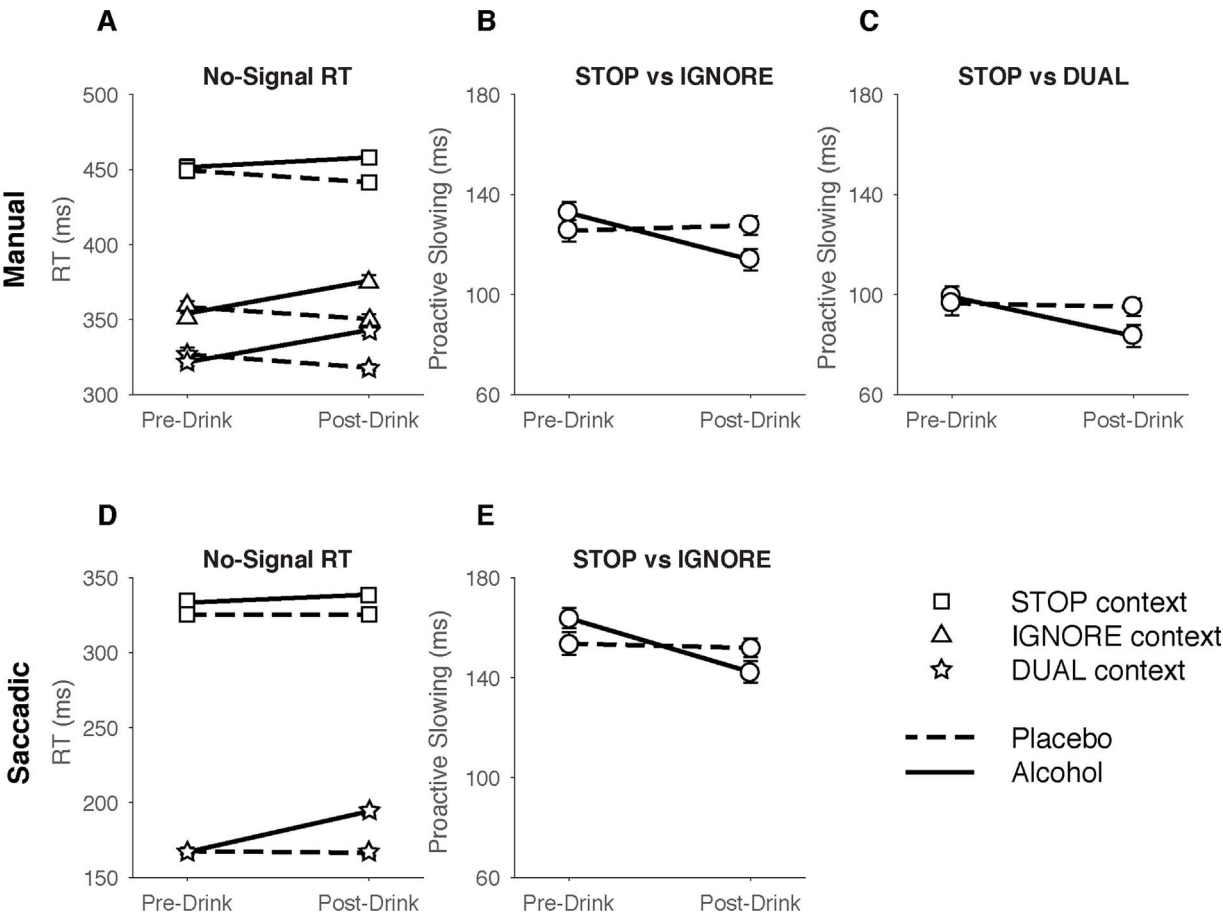 A
B
C
No-Signal RT
STOP vs IGNORE
STOP vs DUAL
Manual
RT (ms)
500
450
400
350
300
Pre-Drink
Post-Drink
Proactive Slowing (ms)
180
140
100
60
Pre-Drink
Post-Drink
Proactive Slowing (ms)
180
140
100
60
Pre-Drink
Post-Drink
D
E
No-Signal RT
STOP vs IGNORE
Saccadic
RT (ms)
350
300
250
200
150
Pre-Drink
Post-Drink
Proactive Slowing (ms)
180
140
100
60
Pre-Drink
Post-Drink
STOP context
IGNORE context
DUAL context
Placebo
Alcohol